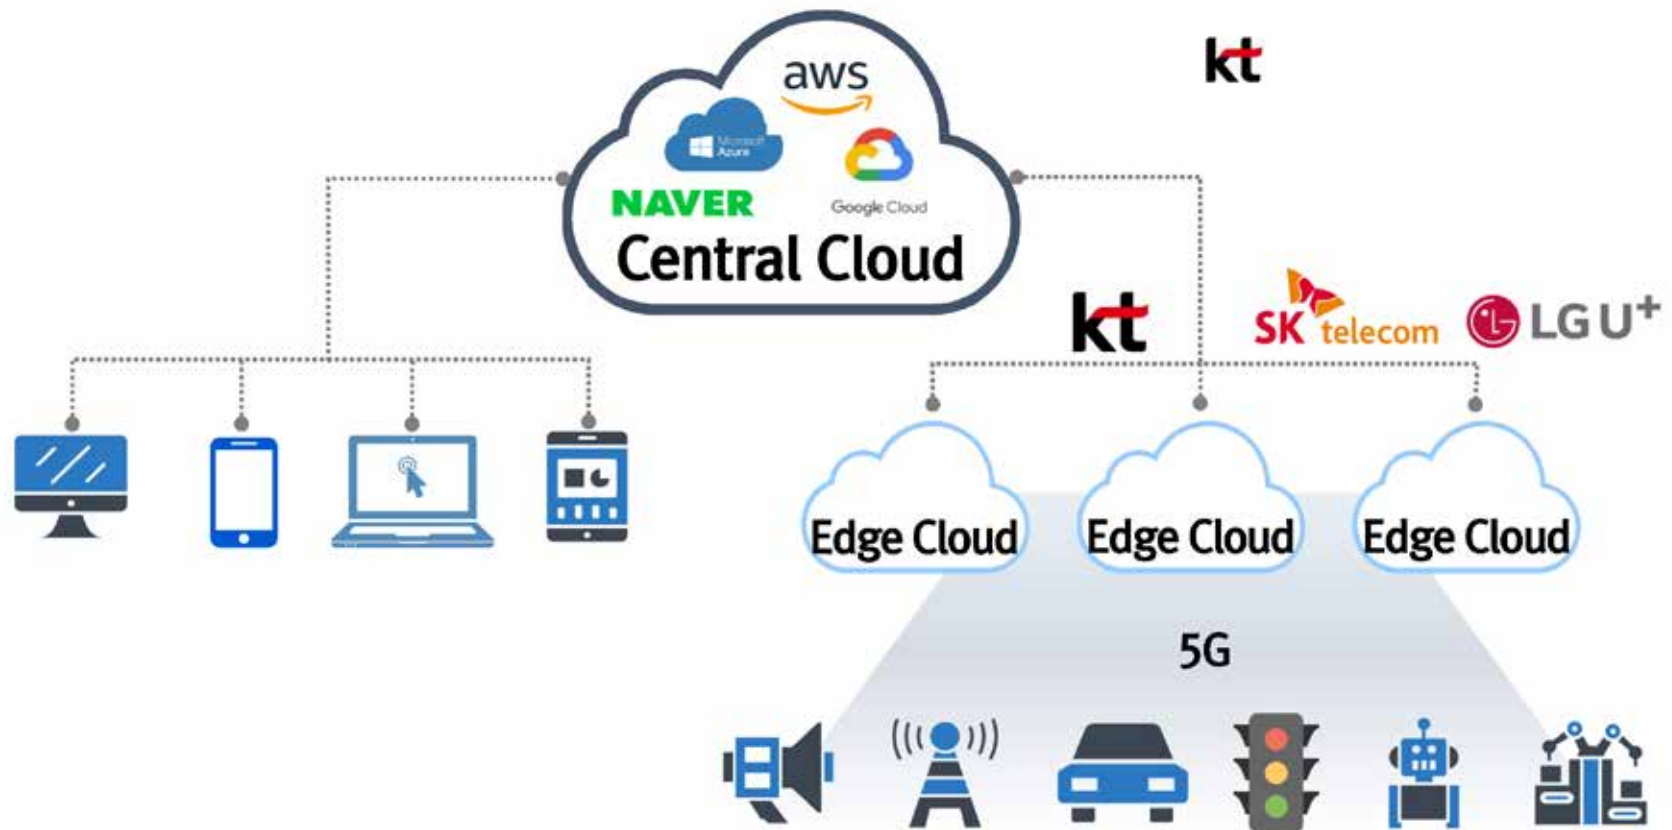 aws
kt
Microsoft
Azure
NAVER
Google Cloud
Central Cloud
kt
SK telecom
LG U+
Edge Cloud
Edge Cloud
Edge Cloud
5G